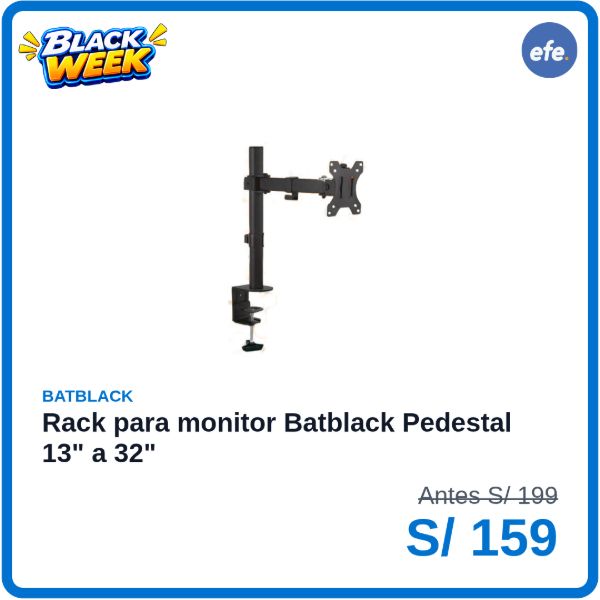 BLACK
WEEK
efe.
BATBLACK
Rack para monitor Batblack Pedestal
13" a 32"
Antes S/ 199
S/ 159